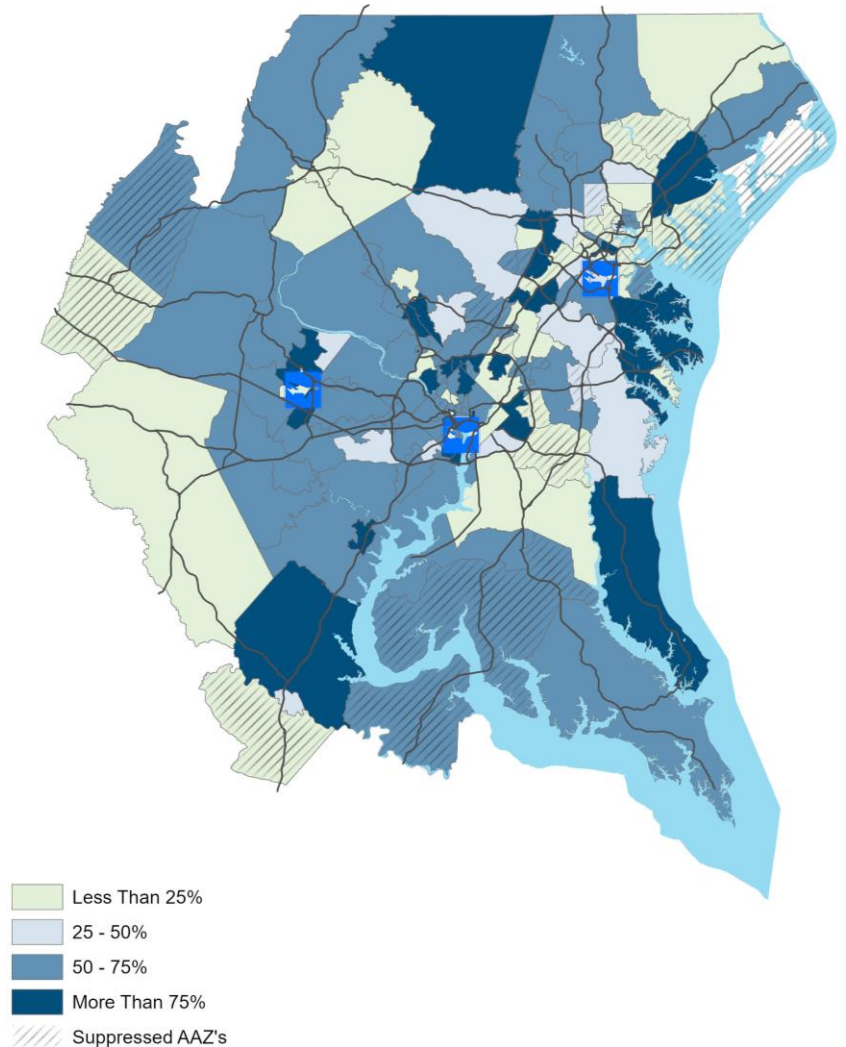 Less Than 25%
25 - 50%
50 - 75%
More Than 75%
Suppressed AAZ's